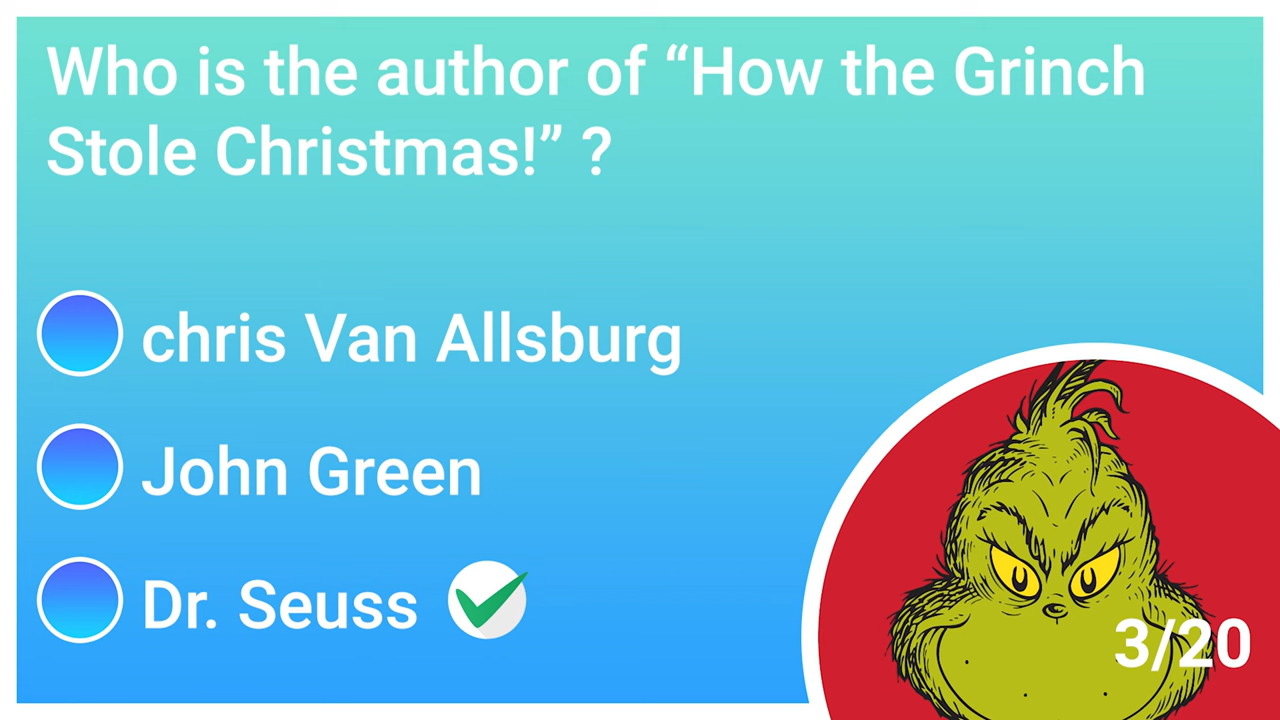 Who is the author of “How the Grinch
Stole Christmas!” ?
chris Van Allsburg
John Green
Dr. Seuss
3/20